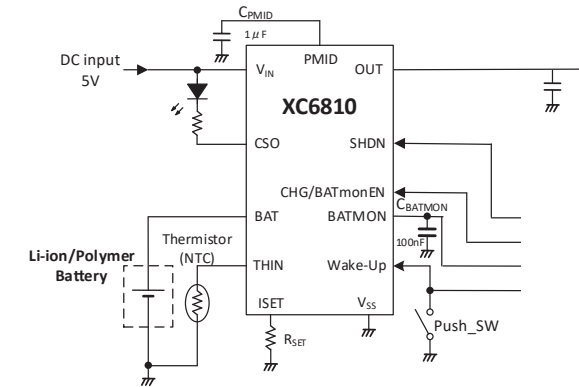 CPMID
1μF
PMID
DC input
5V
VIN
OUT
XC6810
CSO
SHDN
CHG/BATmonEN
CBATMON
BAT
BATMON
100nF
Thermistor
(NTC)
Li-ion/Polymer
Battery
THIN
Wake-Up
ISET
VSS
Push_SW
RSET